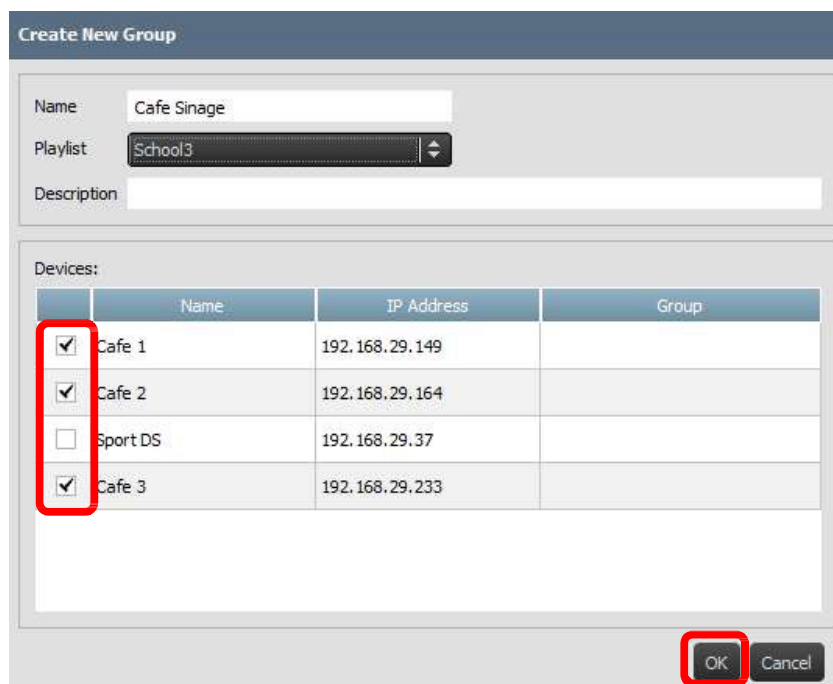 Create New Group
Name Cafe Sinage
Playlist School3
Description
Devices:
Name IP Address Group
Cafe 1 192.168.29.149
Cafe 2 192.168.29.164
Sport DS 192.168.29.37
Cafe 3 192.168.29.233
OK Cancel